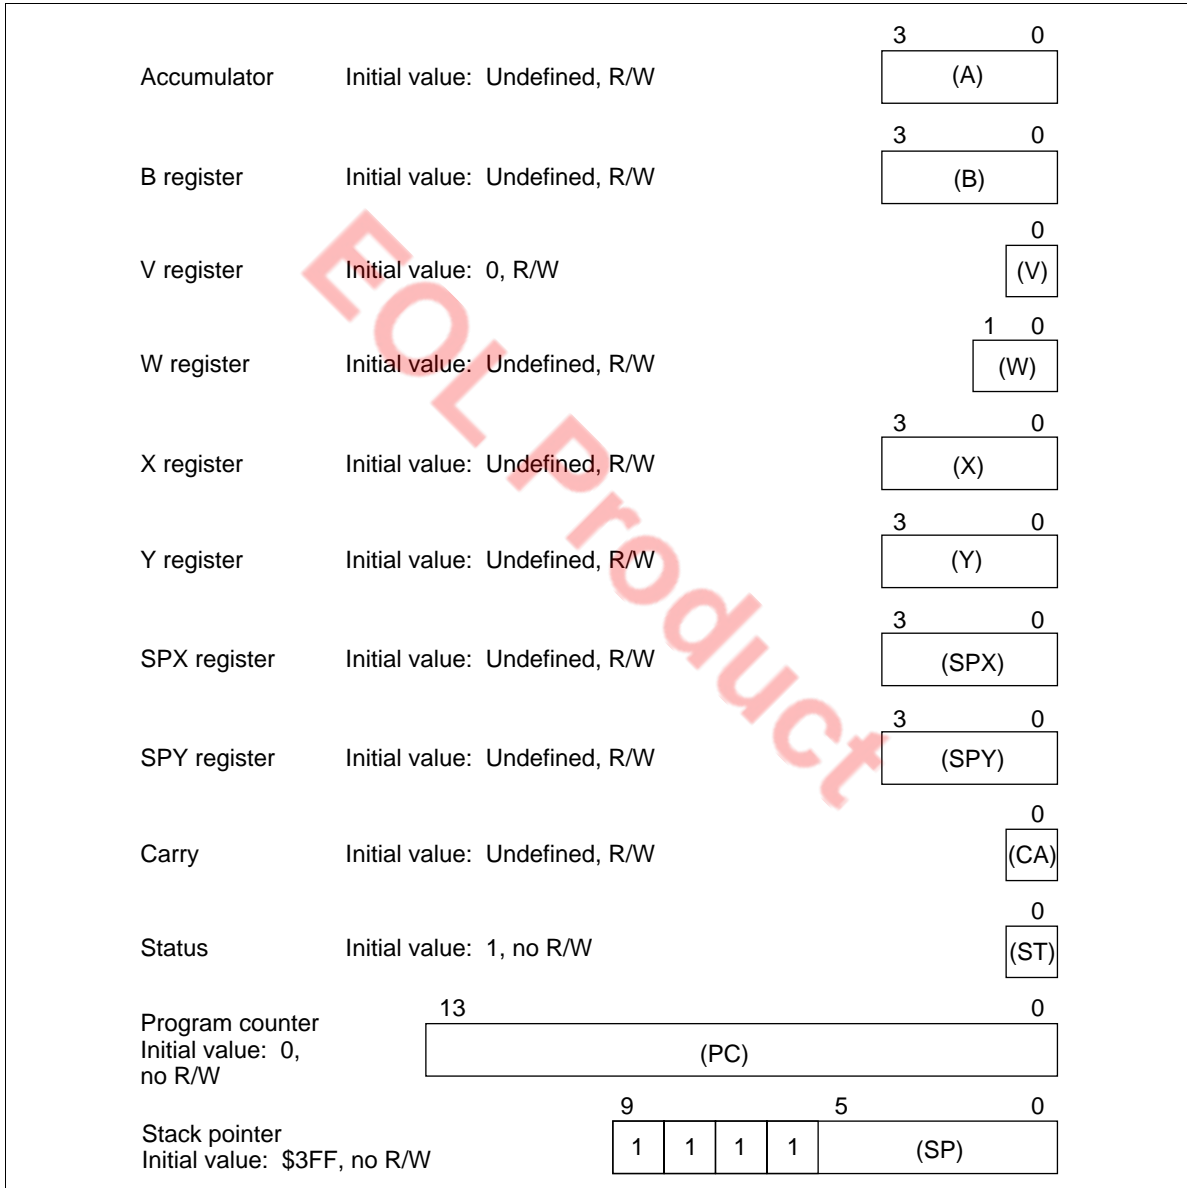 3 0
Accumulator Initial value: Undefined, R/W (A)
3 0
B register Initial value: Undefined, R/W (B)
0
V register Initial value: 0, R/W (V)
1 0
W register Initial value: Undefined, R/W (W)
3 0
X register Initial value: Undefined, R/W (X)
3 0
Y register Initial value: Undefined, R/W (Y)
3 0
SPX register Initial value: Undefined, R/W (SPX)
3 0
SPY register Initial value: Undefined, R/W (SPY)
0
Carry Initial value: Undefined, R/W (CA)
0
Status Initial value: 1, no R/W (ST)
13 0
Program counter
Initial value: 0, (PC)
no R/W
9 5 0
Stack pointer 1 1 1 1 (SP)
Initial value: $3FF, no R/W
EOL Product